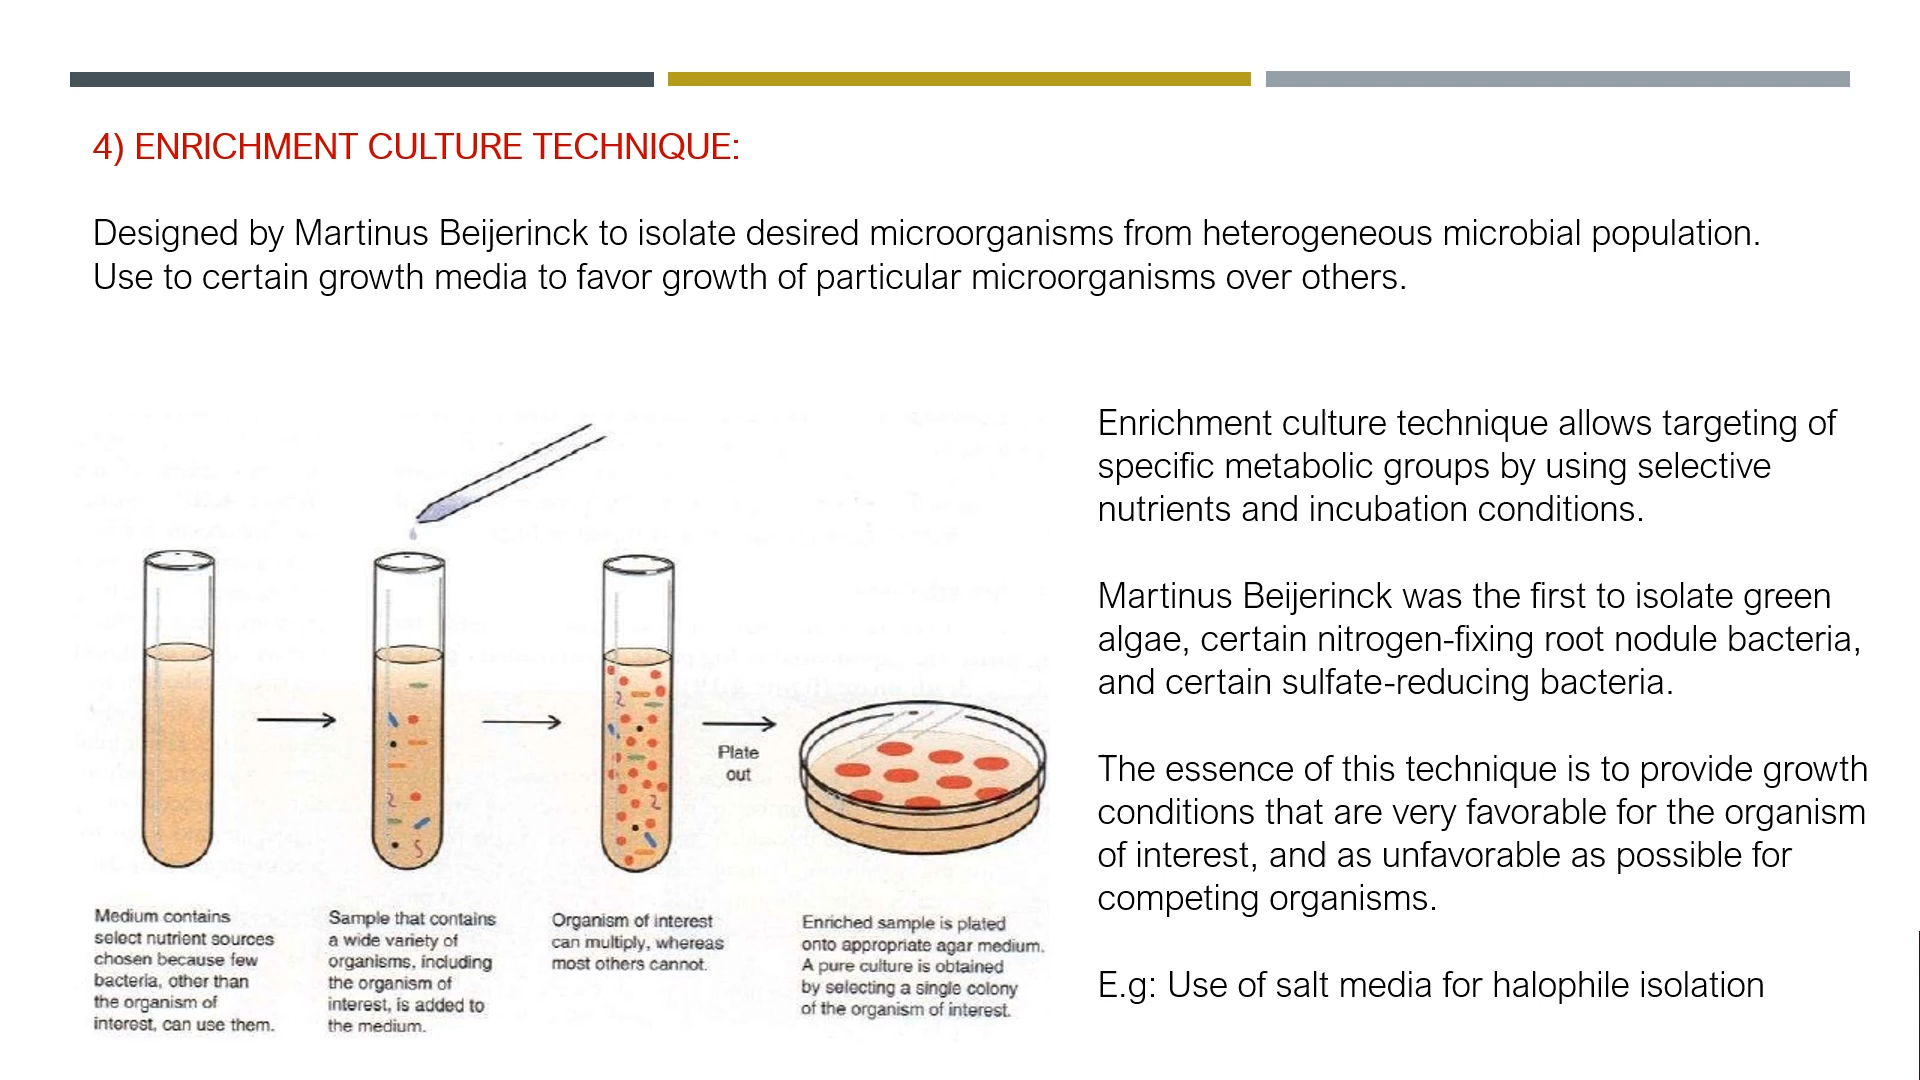 4) ENRICHMENT CULTURE TECHNIQUE:
Designed by Martinus Beijerinck to isolate desired microorganisms from heterogeneous microbial population.
Use to certain growth media to favor growth of particular microorganisms over others.
Plate
out
Medium contains
select nutrient sources
chosen because few
bacteria, other than
the organism of
interest, can use them.
Sample that contains
a wide variety of
organisms, including
the organism of
interest, is added to
the medium.
Organism of interest
can multiply, whereas
most others cannot.
Enriched sample is plated
onto appropriate agar medium.
A pure culture is obtained
by selecting a single colony
of the organism of interest.
Enrichment culture technique allows targeting of
specific metabolic groups by using selective
nutrients and incubation conditions.
Martinus Beijerinck was the first to isolate green
algae, certain nitrogen-fixing root nodule bacteria,
and certain sulfate-reducing bacteria.
The essence of this technique is to provide growth
conditions that are very favorable for the organism
of interest, and as unfavorable as possible for
competing organisms.
E.g: Use of salt media for halophile isolation